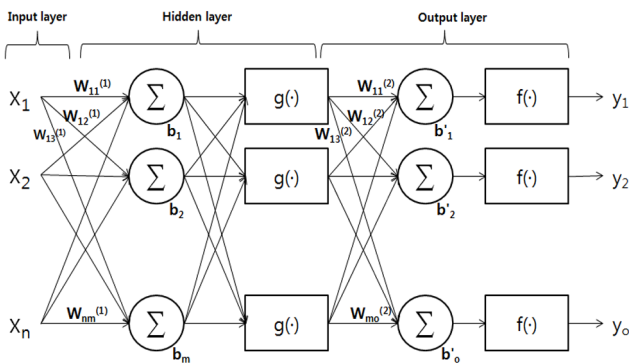 Input layer
Hidden layer
Output layer
X₁ W₁₁⁽¹⁾ ∑ g(·) W₁₁⁽²⁾ ∑ f(·) y₁
W₁₂⁽¹⁾ W₁₂⁽²⁾
W₁₃⁽¹⁾ b₁ W₁₃⁽²⁾ b'₁
X₂ ∑ g(·) ∑ f(·) y₂
b₂ b'₂
Xₙ Wₙₘ⁽¹⁾ ∑ g(·) Wₘₒ⁽²⁾ ∑ f(·) yₒ
bₘ b'ₒ